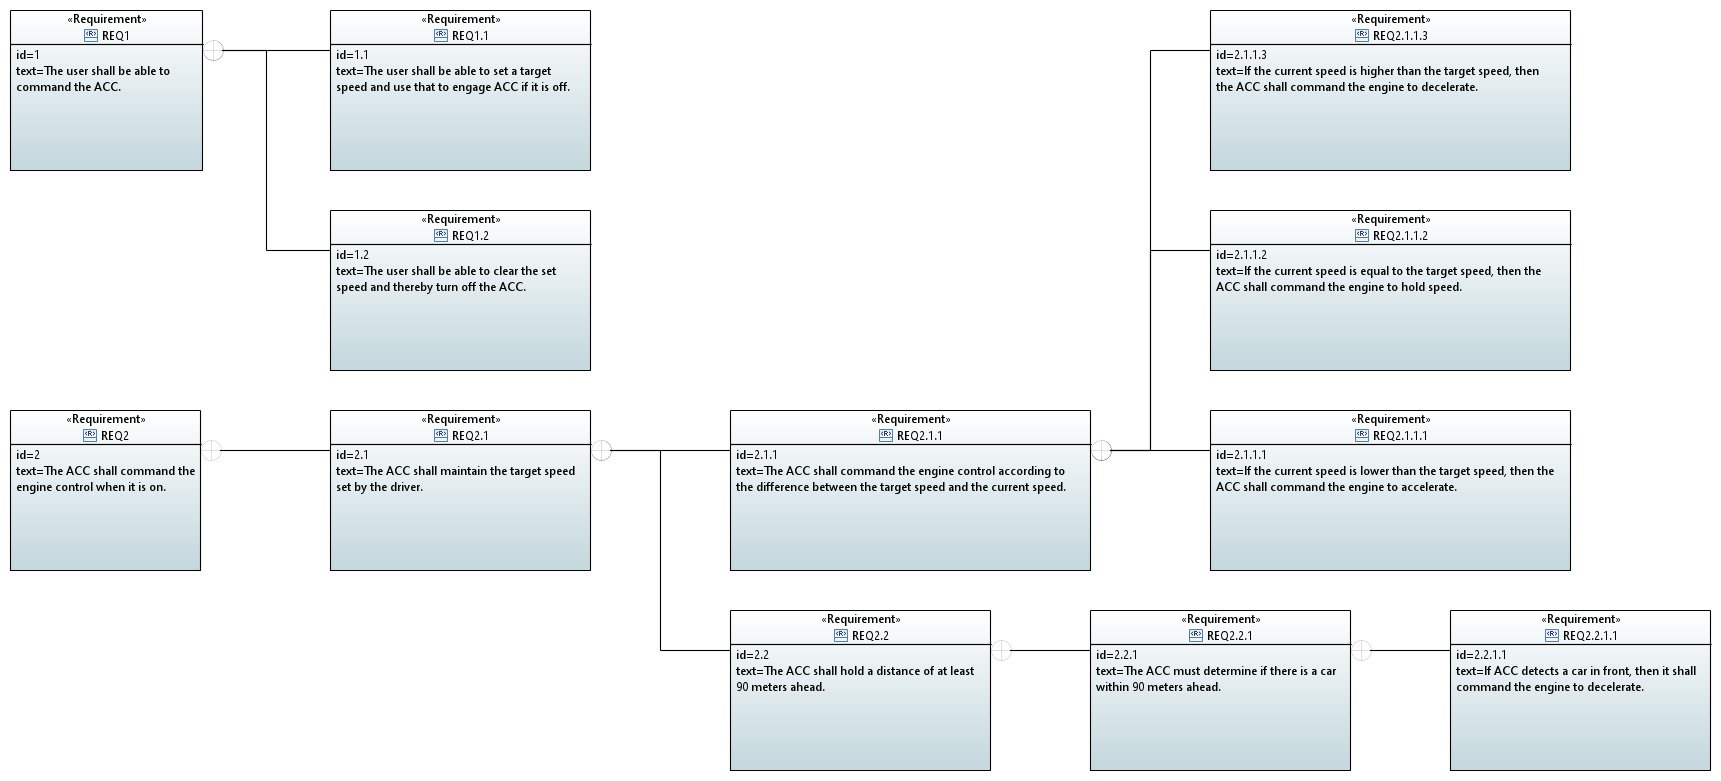 «Requirement»
REQ1
id=1
text=The user shall be able to
command the ACC.
«Requirement»
REQ1.1
id=1.1
text=The user shall be able to set a target
speed and use that to engage ACC if it is off.
«Requirement»
REQ2.1.1.3
id=2.1.1.3
text=If the current speed is higher than the target speed, then
the ACC shall command the engine to decelerate.
«Requirement»
REQ1.2
id=1.2
text=The user shall be able to clear the set
speed and thereby turn off the ACC.
«Requirement»
REQ2.1.1.2
id=2.1.1.2
text=If the current speed is equal to the target speed, then the
ACC shall command the engine to hold speed.
«Requirement»
REQ2
id=2
text=The ACC shall command the
engine control when it is on.
«Requirement»
REQ2.1
id=2.1
text=The ACC shall maintain the target speed
set by the driver.
«Requirement»
REQ2.1.1
id=2.1.1
text=The ACC shall command the engine control according to
the difference between the target speed and the current speed.
«Requirement»
REQ2.1.1.1
id=2.1.1.1
text=If the current speed is lower than the target speed, then the
ACC shall command the engine to accelerate.
«Requirement»
REQ2.2
id=2.2
text=The ACC shall hold a distance of at least
90 meters ahead.
«Requirement»
REQ2.2.1
id=2.2.1
text=The ACC must determine if there is a car
within 90 meters ahead.
«Requirement»
REQ2.2.1.1
id=2.2.1.1
text=If ACC detects a car in front, then it shall
command the engine to decelerate.